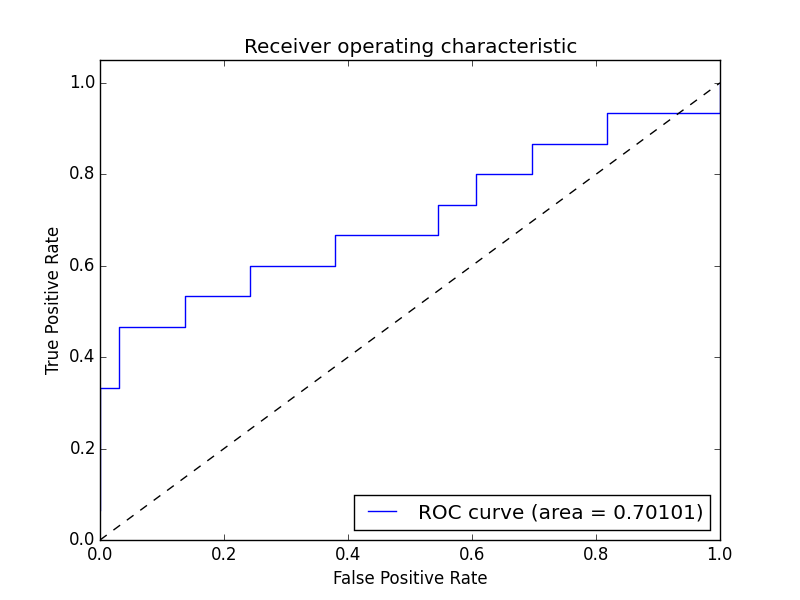 Receiver operating characteristic
1.0
0.8
0.6
0.4
0.2
0.0
True Positive Rate
ROC curve (area = 0.70101)
0.0 0.2 0.4 0.6 0.8 1.0
False Positive Rate